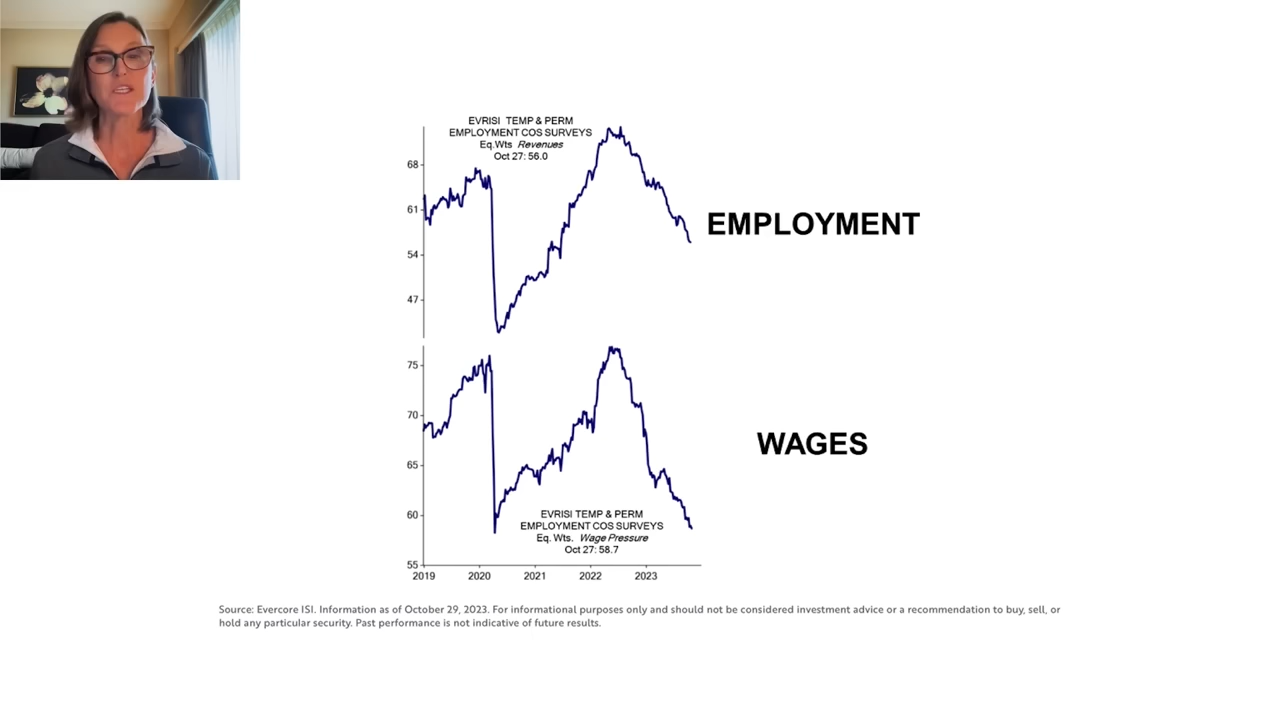 EVRISI TEMP & PERM
EMPLOYMENT COS SURVEYS
Eq.Wts Revenues
Oct 27: 56.0
68
61
54
47
EMPLOYMENT
75
70
65
60
55
WAGES
EVRISI TEMP & PERM
EMPLOYMENT COS SURVEYS
Eq. Wts. Wage Pressure
Oct 27: 58.7
2019 2020 2021 2022 2023
Source: Evercore ISI. Information as of October 29, 2023. For informational purposes only and should not be considered investment advice or a recommendation to buy, sell, or
hold any particular security. Past performance is not indicative of future results.